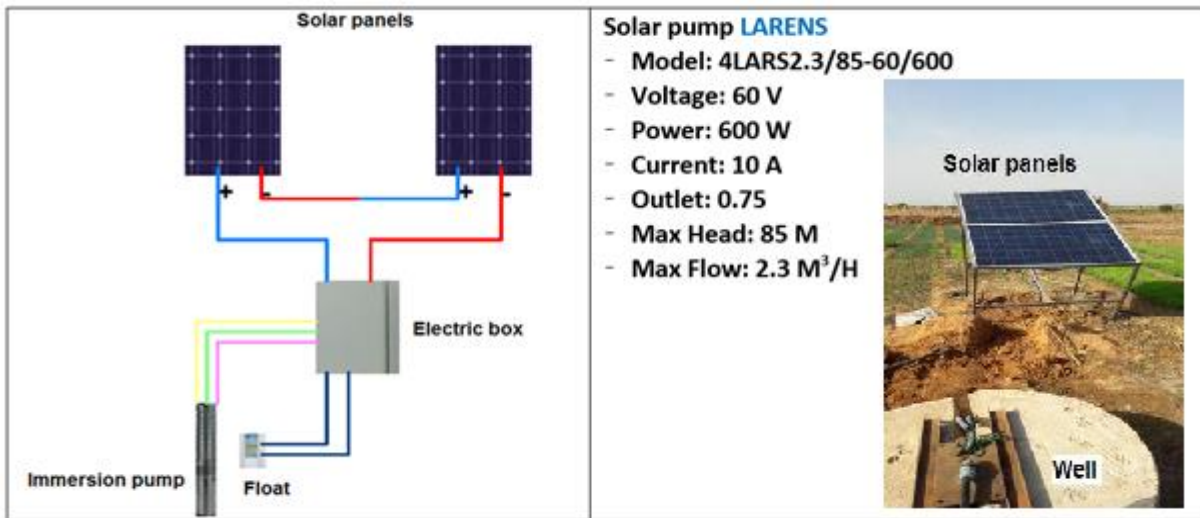 Solar panels
+
-
+
-
Electric box
Immersion pump
Float
Solar pump LARENS
- Model: 4LARS2.3/85-60/600
- Voltage: 60 V
- Power: 600 W
- Current: 10 A
- Outlet: 0.75
- Max Head: 85 M
- Max Flow: 2.3 M³/H
Solar panels
Well